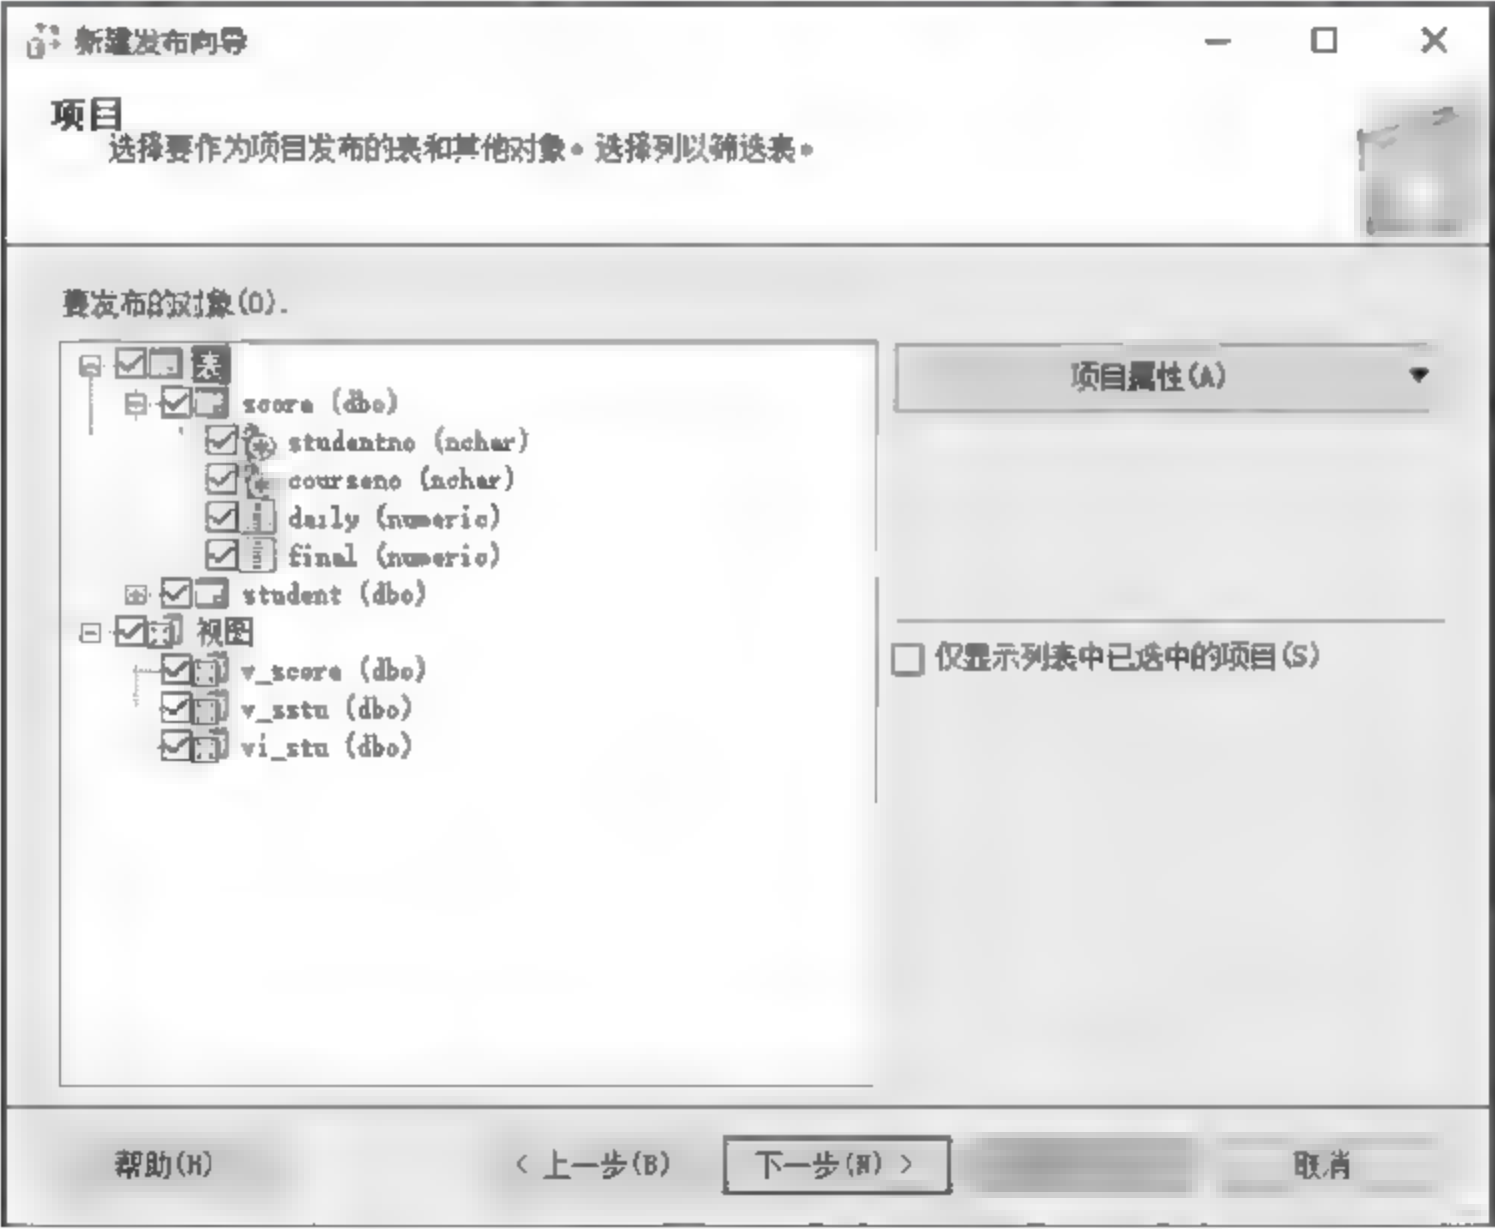 新建发布向导
项目
选择要作为项目发布的表和其他对象。选择列以筛选表。
要发布的对象(O).
表
score (dbo)
studentno (nchar)
courseno (nchar)
daily (numeric)
final (numeric)
student (dbo)
视图
v_score (dbo)
v_sstu (dbo)
vi_stu (dbo)
项目属性(A)
仅显示列表中已选中的项目(S)
帮助(H)
< 上一步(B)
下一步(N) >
取消